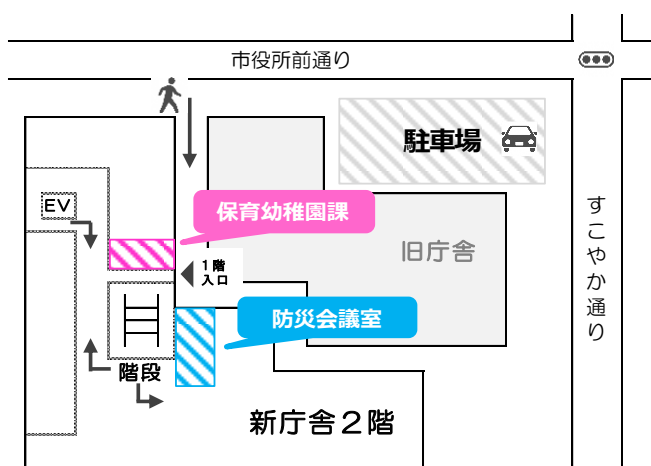 市役所前通り
駐車場
EV
保育幼稚園課
すこやか通り
旧庁舎
1階
入口
防災会議室
階段
新庁舎2階